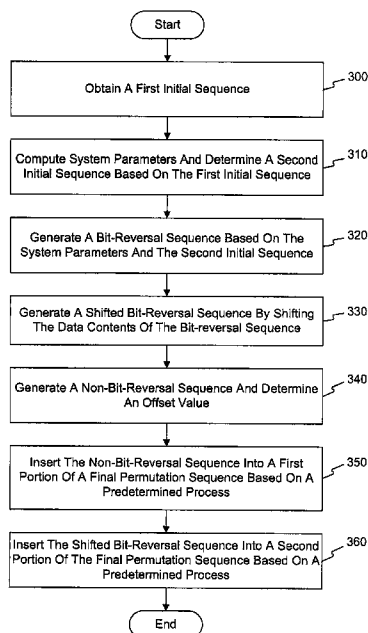 Start
Obtain A First Initial Sequence
300
Compute System Parameters And Determine A Second
Initial Sequence Based On The First Initial Sequence
310
Generate A Bit-Reversal Sequence Based On The
System Parameters And The Second Initial Sequence
320
Generate A Shifted Bit-Reversal Sequence By Shifting
The Data Contents Of The Bit-reversal Sequence
330
Generate A Non-Bit-Reversal Sequence And Determine
An Offset Value
340
Insert The Non-Bit-Reversal Sequence Into A First
Portion Of A Final Permutation Sequence Based On A
Predetermined Process
350
Insert The Shifted Bit-Reversal Sequence Into A Second
Portion Of The Final Permutation Sequence Based On A
Predetermined Process
360
End